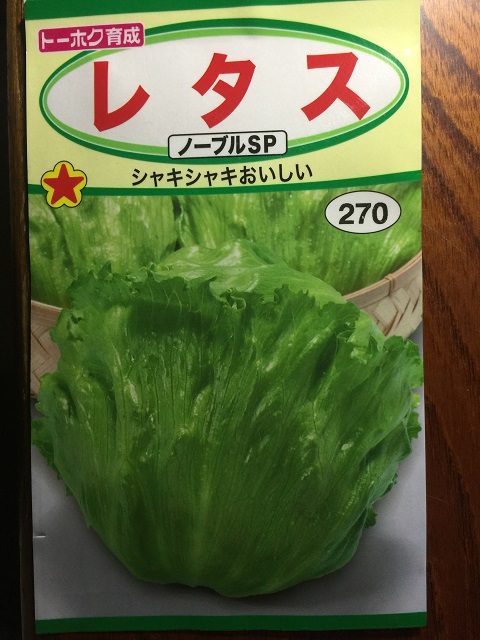 トーホク育成
レタス
ノーブルSP
シャキシャキおいしい
270